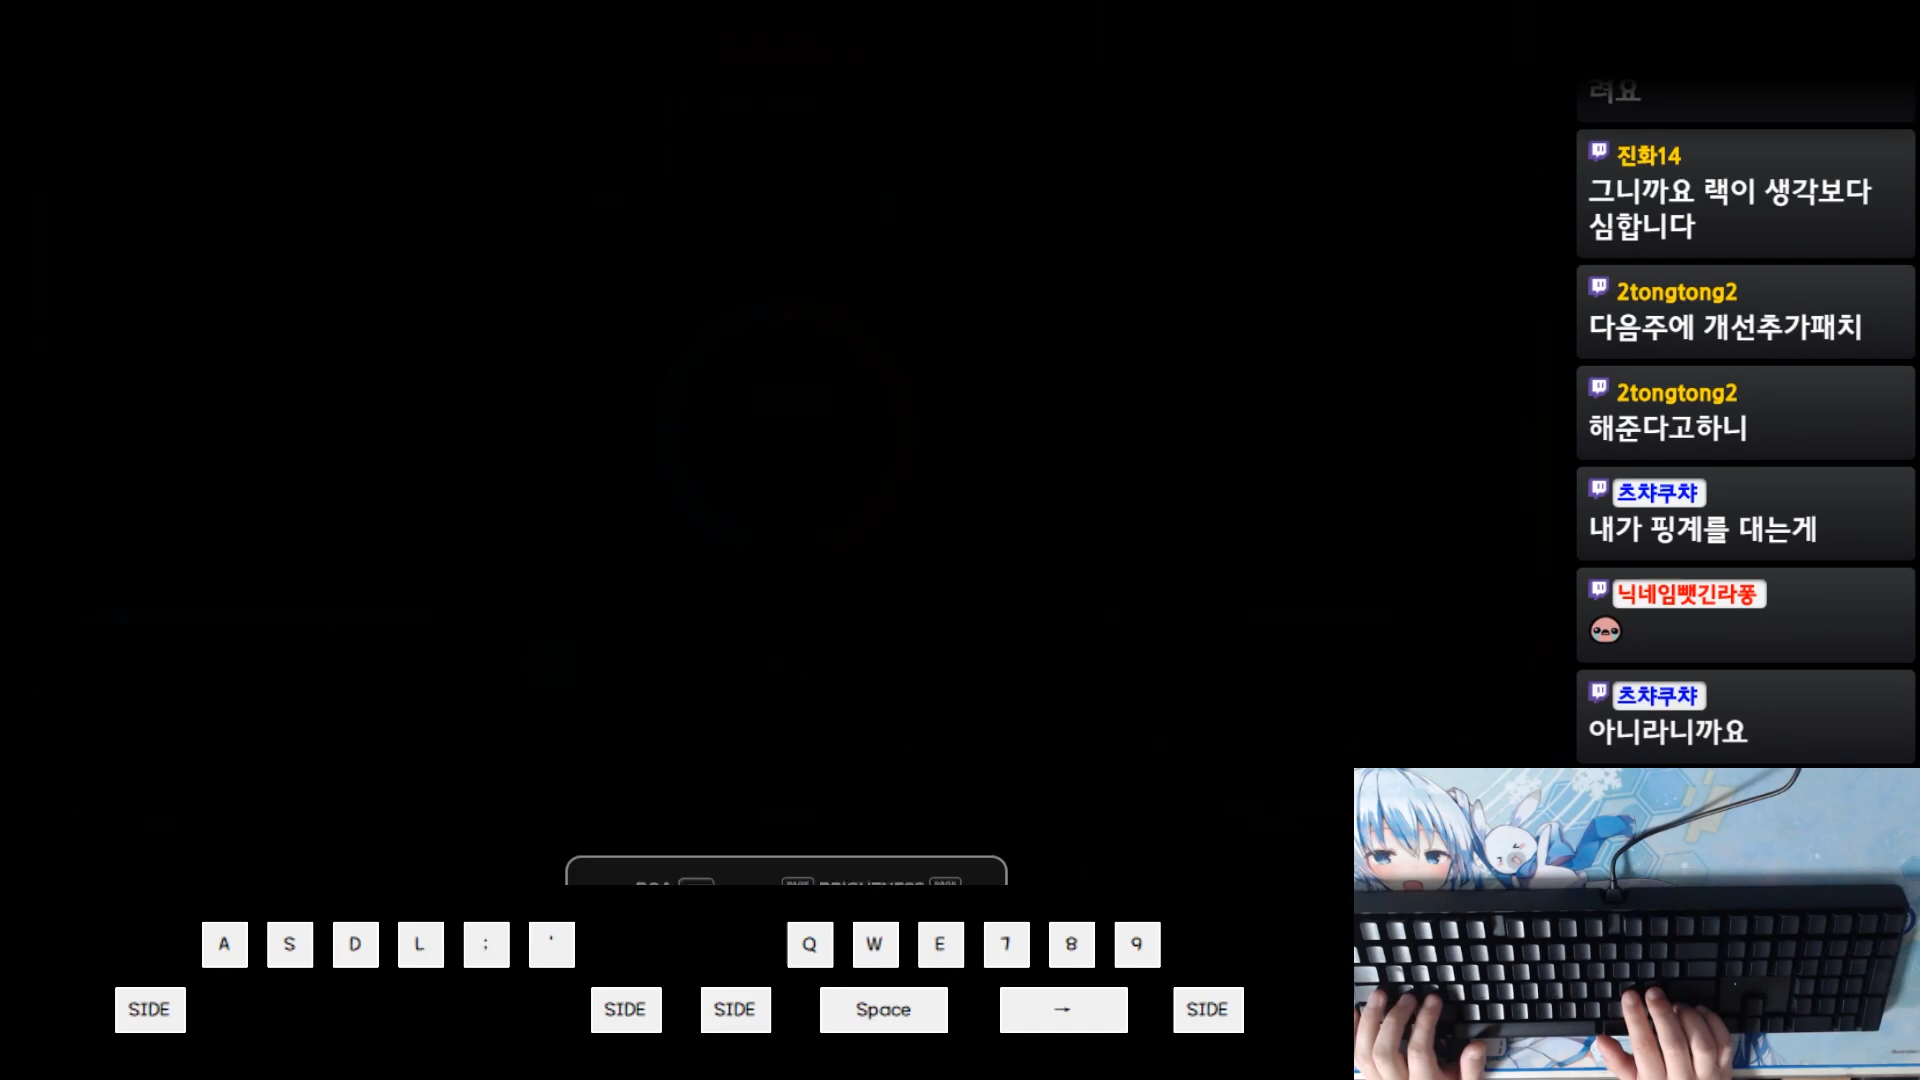 려요
진화14
그니까요 랙이 생각보다
심합니다
2tongtong2
다음주에 개선추가패치
2tongtong2
해준다고하니
츠챠쿠챠
내가 핑계를 대는게
닉네임뺏긴라퐁
츠챠쿠챠
아니라니까요
A S D L ; ' Q W E 7 8 9
SIDE SIDE SIDE Space → SIDE